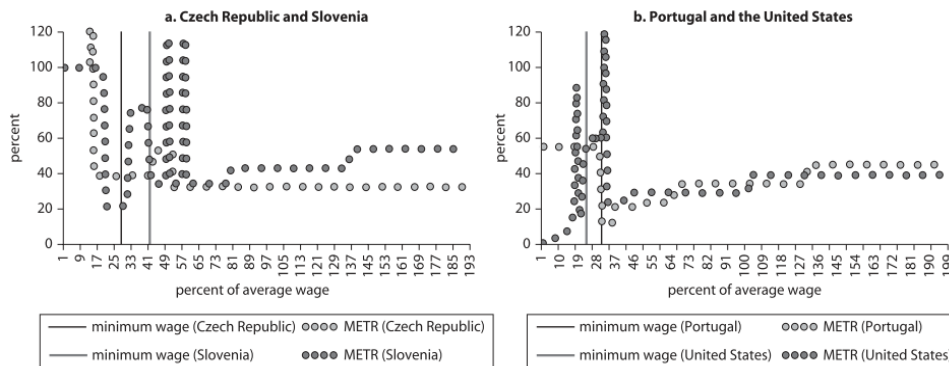 a. Czech Republic and Slovenia
120
100
80
60
40
20
0
percent
1 9 17 25 33 41 49 57 65 73 81 89 97 105 113 121 129 137 145 153 161 169 177 185 193
percent of average wage
minimum wage (Czech Republic) METR (Czech Republic)
minimum wage (Slovenia) METR (Slovenia)
b. Portugal and the United States
120
100
80
60
40
20
0
percent
1 10 19 28 37 46 55 64 73 82 91 100 109 118 127 136 145 154 163 172 181 190 199
percent of average wage
minimum wage (Portugal) METR (Portugal)
minimum wage (United States) METR (United States)